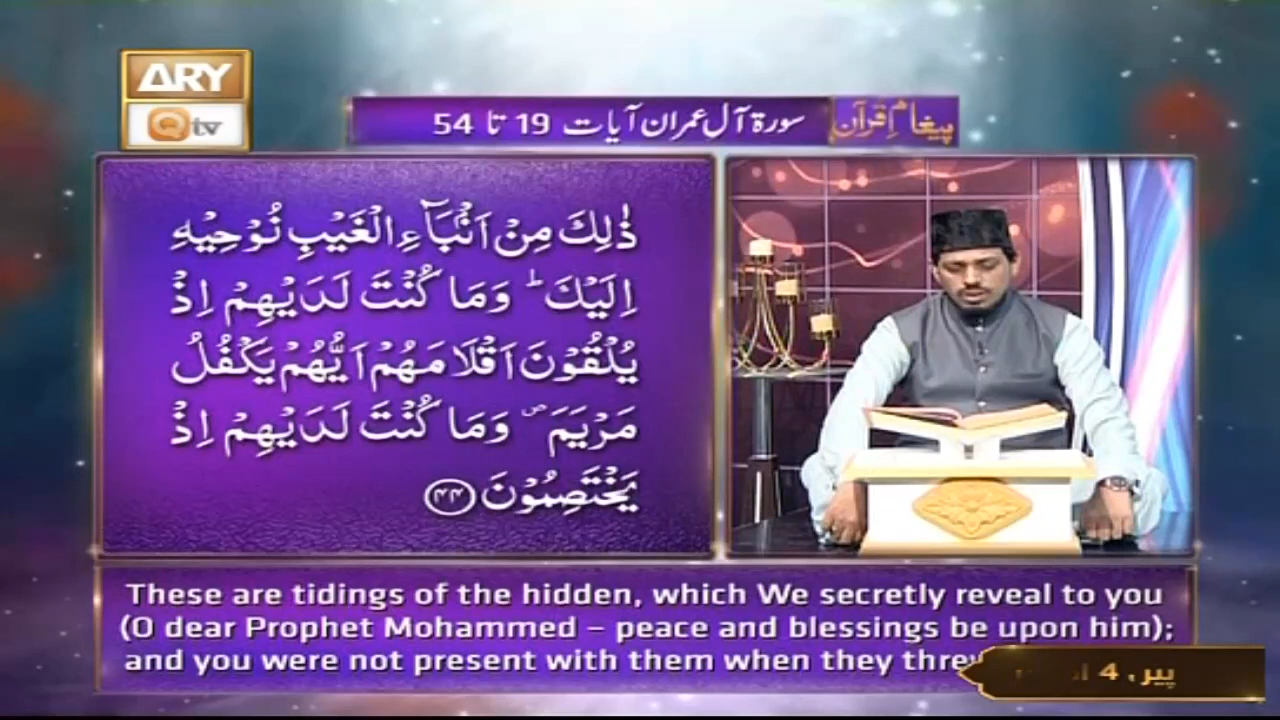 ARY
Qtv
پیغامِ قرآن
سورۃ آل عمران آیات 19 تا 54
ذٰلِكَ مِنْ اَنْۢبَآءِ الْغَیْبِ نُوْحِیْهِ
اِلَیْكَ ؕ وَمَا كُنْتَ لَدَیْهِمْ اِذْ
یُلْقُوْنَ اَقْلَامَهُمْ اَیُّهُمْ یَكْفُلُ
مَرْیَمَ ۪ وَمَا كُنْتَ لَدَیْهِمْ اِذْ
یَخْتَصِمُوْنَ ﴿۴۴﴾
These are tidings of the hidden, which We secretly reveal to you
(O dear Prophet Mohammed – peace and blessings be upon him);
and you were not present with them when they threw
پیر، 4